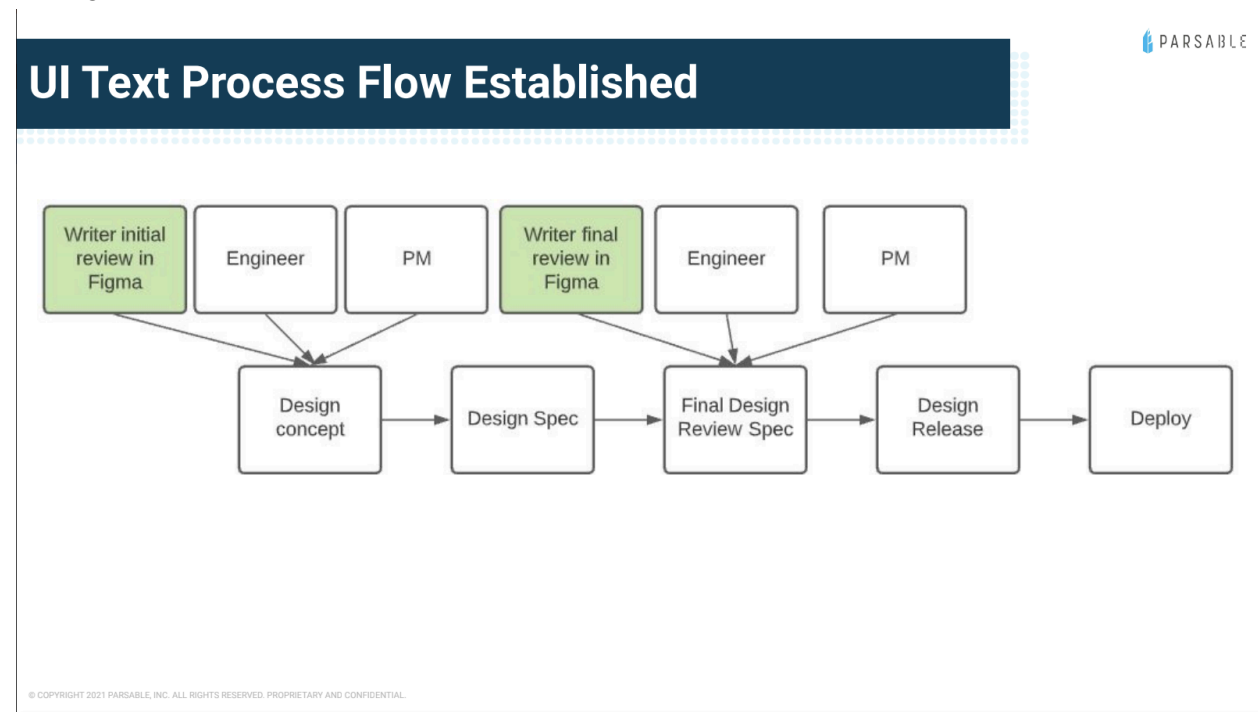 PARSABLE
UI Text Process Flow Established
Writer initial
review in
Figma
Engineer
PM
Writer final
review in
Figma
Engineer
PM
Design
concept
Design Spec
Final Design
Review Spec
Design
Release
Deploy
© COPYRIGHT 2021 PARSABLE, INC. ALL RIGHTS RESERVED. PROPRIETARY AND CONFIDENTIAL.